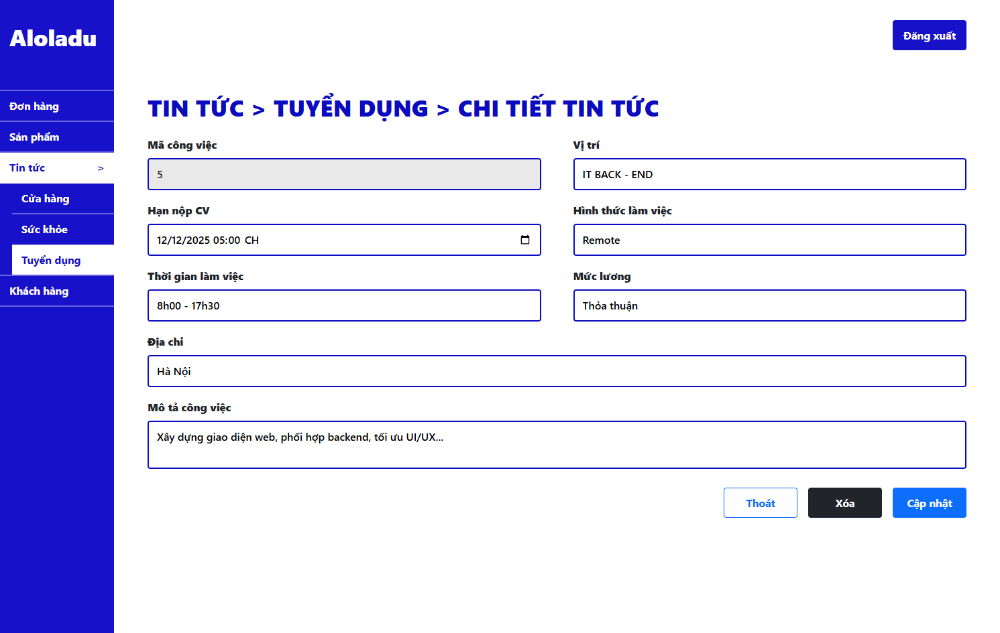 Aloladu
Đơn hàng
Sản phẩm
Tin tức >
Cửa hàng
Sức khỏe
Tuyển dụng
Khách hàng
Đăng xuất
TIN TỨC > TUYỂN DỤNG > CHI TIẾT TIN TỨC
Mã công việc
5
Vị trí
IT BACK - END
Hạn nộp CV
12/12/2025 05:00 CH
Hình thức làm việc
Remote
Thời gian làm việc
8h00 - 17h30
Mức lương
Thỏa thuận
Địa chỉ
Hà Nội
Mô tả công việc
Xây dựng giao diện web, phối hợp backend, tối ưu UI/UX...
Thoát
Xóa
Cập nhật